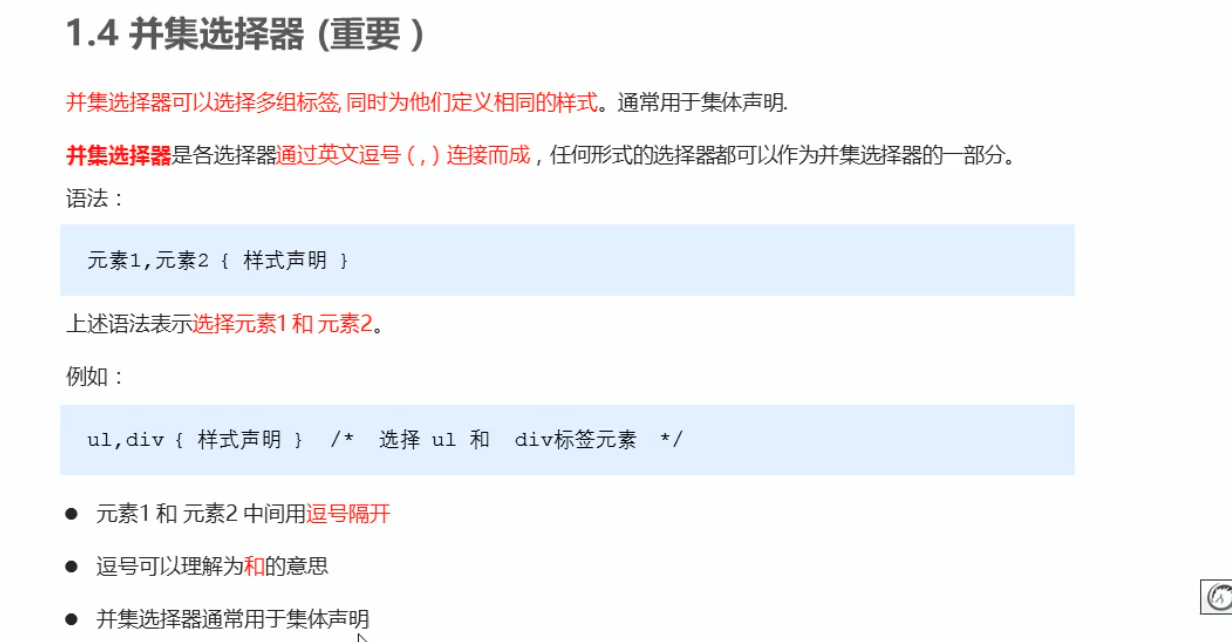 1.4 并集选择器 (重要 )
并集选择器可以选择多组标签, 同时为他们定义相同的样式。通常用于集体声明.
并集选择器是各选择器通过英文逗号 ( , ) 连接而成 , 任何形式的选择器都可以作为并集选择器的一部分。
语法 :
元素1,元素2 { 样式声明 }
上述语法表示选择元素1 和 元素2。
例如 :
ul,div { 样式声明 } /* 选择 ul 和 div标签元素 */
● 元素1 和 元素2 中间用逗号隔开
● 逗号可以理解为和的意思
● 并集选择器通常用于集体声明